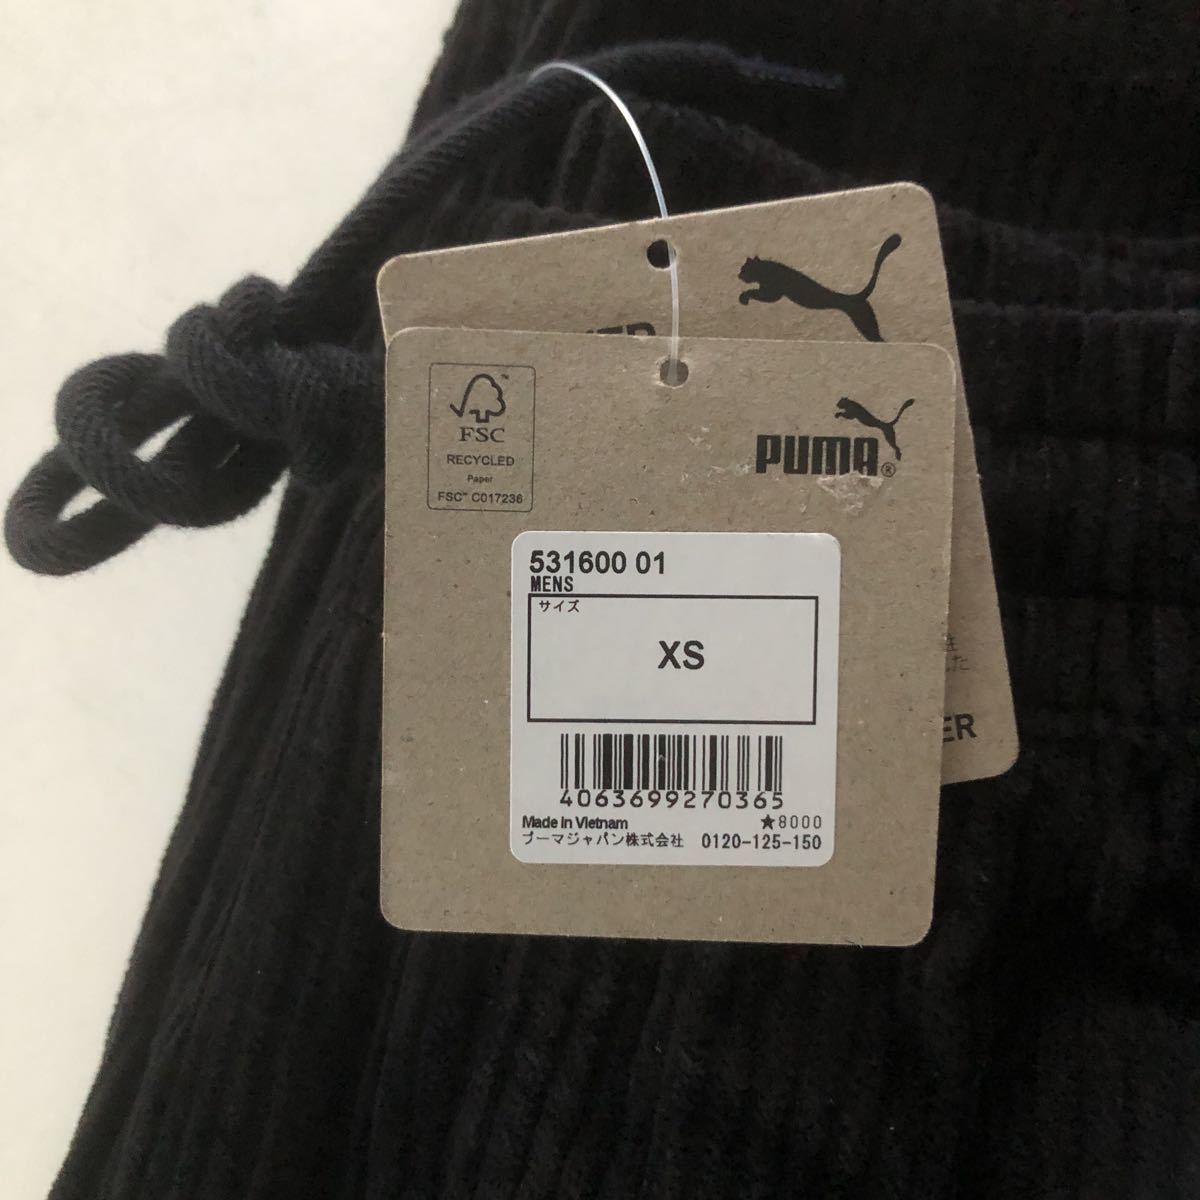 FSC
RECYCLED
Paper
FSC™ C017236
PUMA®
531600 01
MENS
サイズ
XS
4063699270365
Made in Vietnam ★8000
プーマジャパン株式会社 0120-125-150
ER